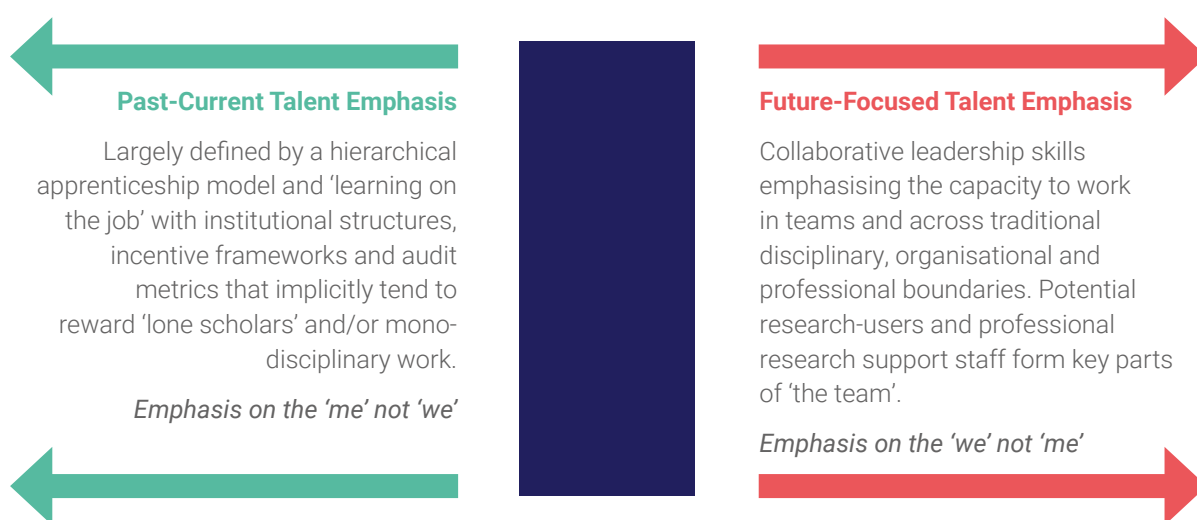 Past-Current Talent Emphasis
Largely defined by a hierarchical
apprenticeship model and ‘learning on
the job’ with institutional structures,
incentive frameworks and audit
metrics that implicitly tend to
reward ‘lone scholars’ and/or mono-
disciplinary work.
Emphasis on the ‘me’ not ‘we’
Future-Focused Talent Emphasis
Collaborative leadership skills
emphasising the capacity to work
in teams and across traditional
disciplinary, organisational and
professional boundaries. Potential
research-users and professional
research support staff form key parts
of ‘the team’.
Emphasis on the ‘we’ not ‘me’